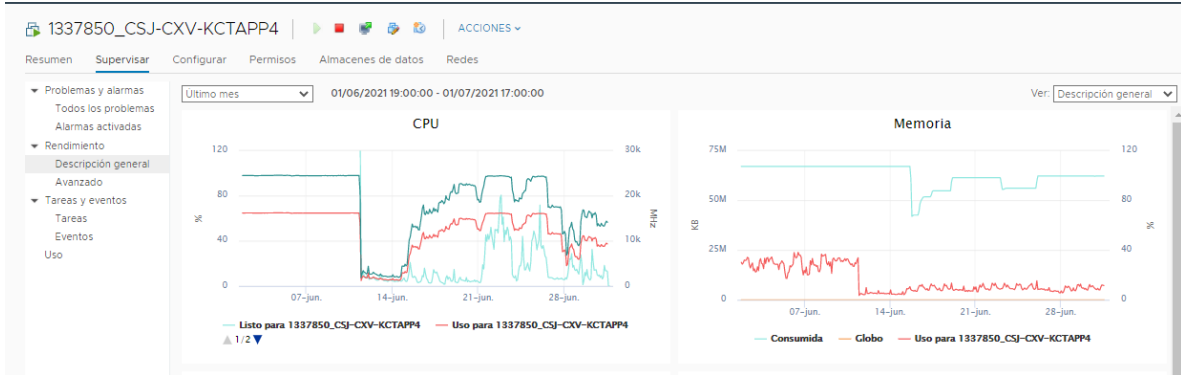 1337850_CSJ-CXV-KCTAPP4 ACCIONES
Resumen Supervisar Configurar Permisos Almacenes de datos Redes
Problemas y alarmas
Todos los problemas
Alarmas activadas
Rendimiento
Descripción general
Avanzado
Tareas y eventos
Tareas
Eventos
Uso
Último mes 01/06/2021 19:00:00 - 01/07/2021 17:00:00 Ver: Descripción general
CPU
120 30k
80 20k
40 10k
0 0
% MHz
07-jun. 14-jun. 21-jun. 28-jun.
Listo para 1337850_CSJ-CXV-KCTAPP4 Uso para 1337850_CSJ-CXV-KCTAPP4
1/2
Memoria
75M 120
50M 80
25M 40
0 0
KB %
07-jun. 14-jun. 21-jun. 28-jun.
Consumida Globo Uso para 1337850_CSJ-CXV-KCTAPP4